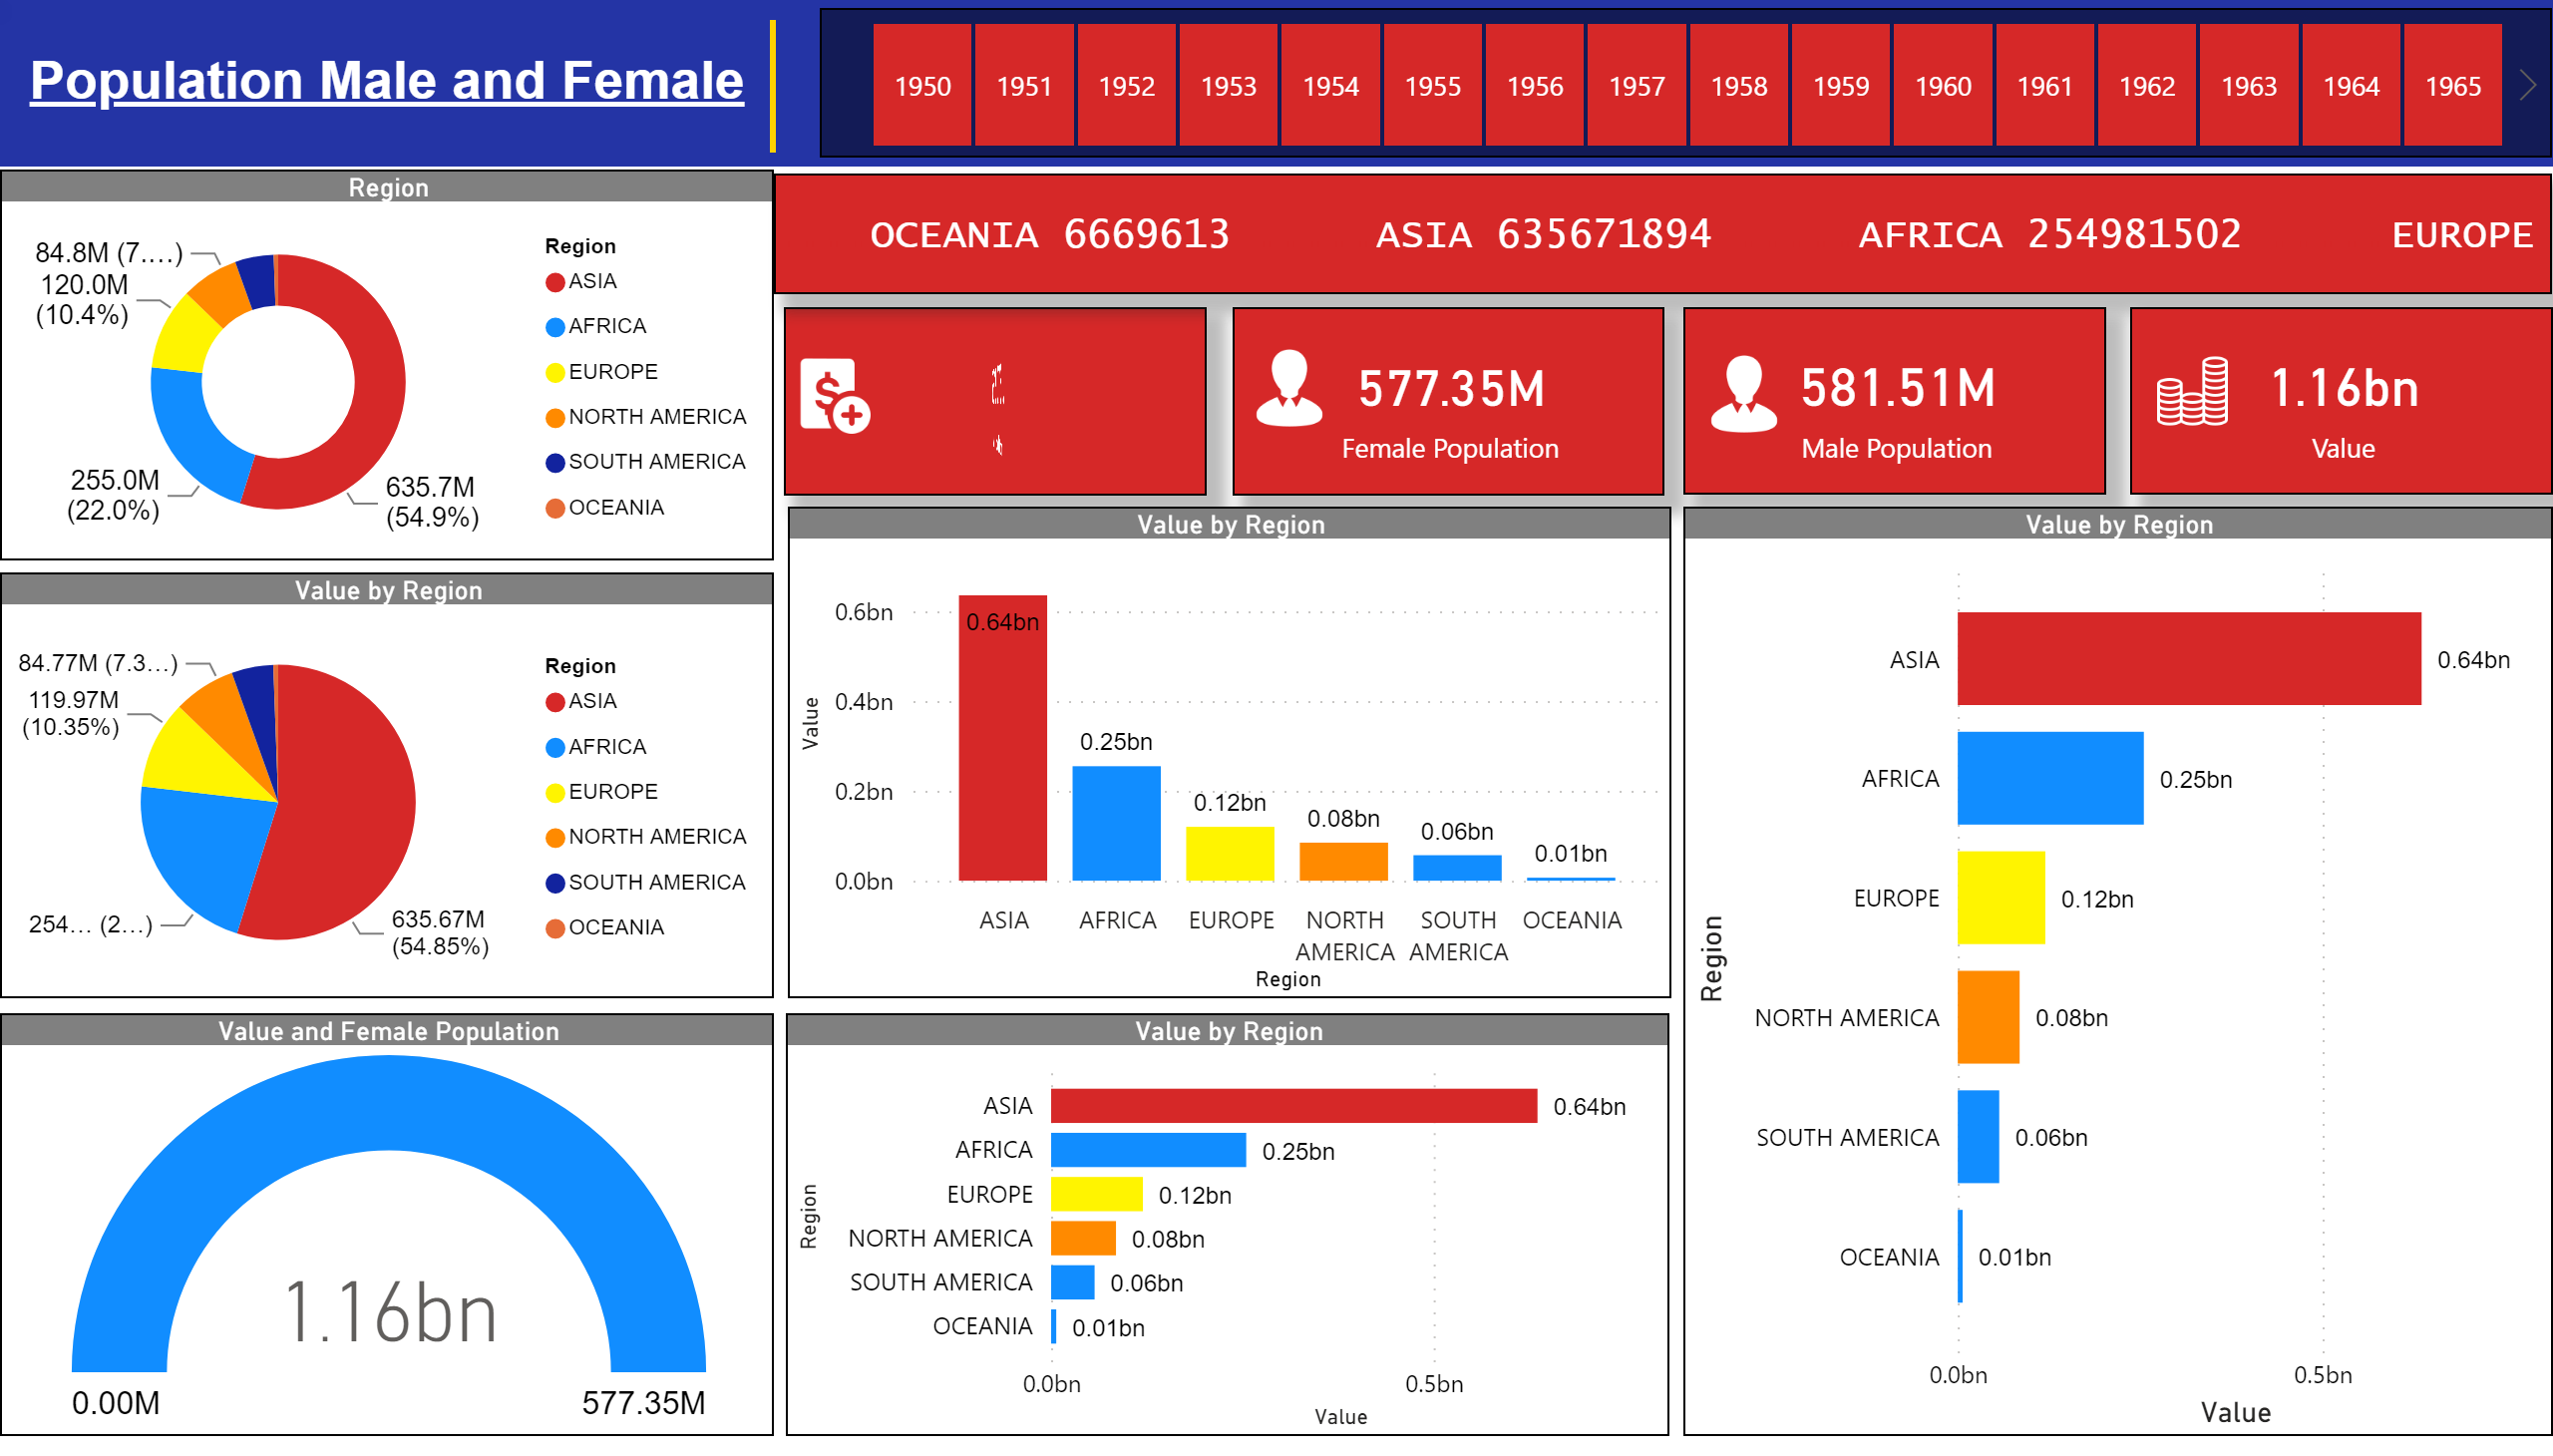 Population Male and Female
1950 1951 1952 1953 1954 1955 1956 1957 1958 1959 1960 1961 1962 1963 1964 1965
OCEANIA 6669613 ASIA 635671894 AFRICA 254981502 EUROPE
577.35M
Female Population
581.51M
Male Population
1.16bn
Value
Region
84.8M (7.…)
120.0M
(10.4%)
255.0M
(22.0%)
635.7M
(54.9%)
Region
ASIA
AFRICA
EUROPE
NORTH AMERICA
SOUTH AMERICA
OCEANIA
Value by Region
84.77M (7.3…)
119.97M
(10.35%)
254… (2…)
635.67M
(54.85%)
Region
ASIA
AFRICA
EUROPE
NORTH AMERICA
SOUTH AMERICA
OCEANIA
Value and Female Population
1.16bn
0.00M
577.35M
Value by Region
Value
0.6bn
0.4bn
0.2bn
0.0bn
0.64bn
0.25bn
0.12bn
0.08bn
0.06bn
0.01bn
ASIA AFRICA EUROPE NORTH SOUTH OCEANIA
AMERICA AMERICA
Region
Value by Region
Region
ASIA 0.64bn
AFRICA 0.25bn
EUROPE 0.12bn
NORTH AMERICA 0.08bn
SOUTH AMERICA 0.06bn
OCEANIA 0.01bn
0.0bn 0.5bn
Value
Value by Region
Region
ASIA 0.64bn
AFRICA 0.25bn
EUROPE 0.12bn
NORTH AMERICA 0.08bn
SOUTH AMERICA 0.06bn
OCEANIA 0.01bn
0.0bn 0.5bn
Value